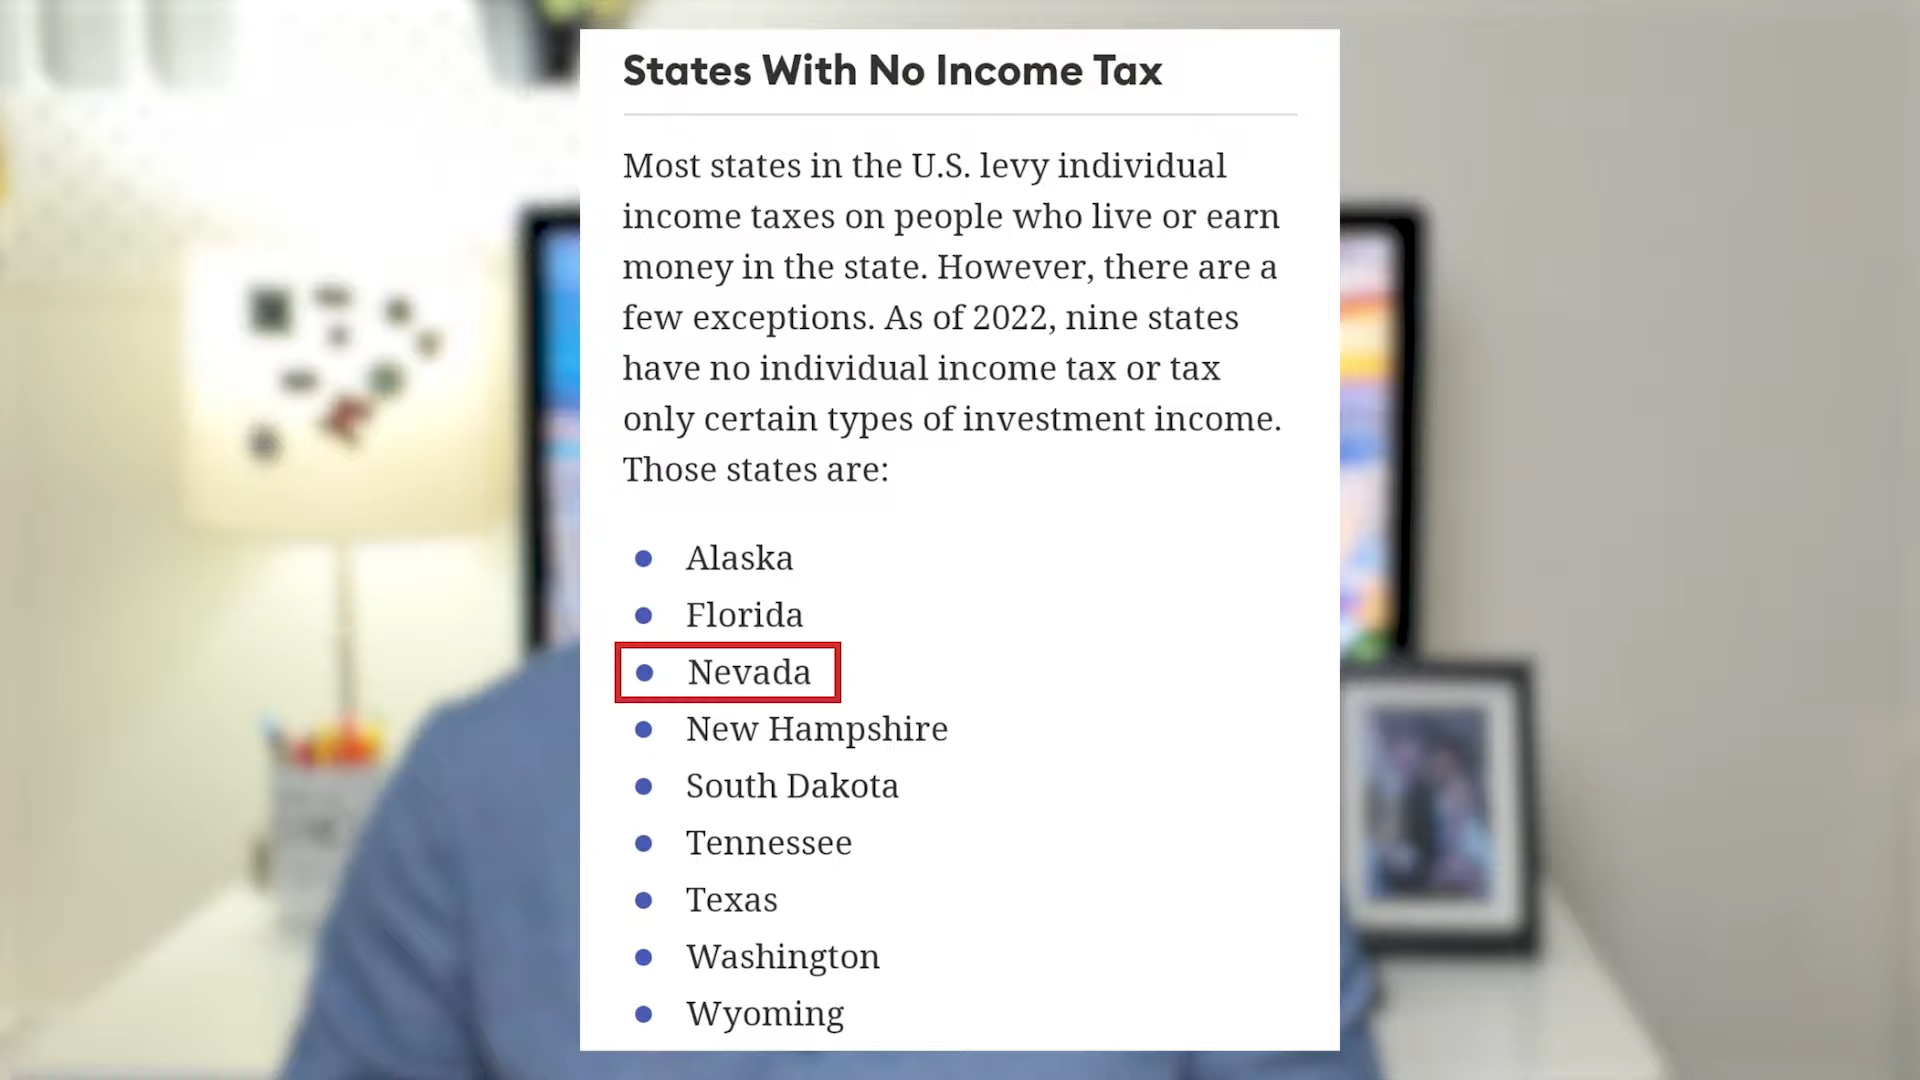 States With No Income Tax
Most states in the U.S. levy individual
income taxes on people who live or earn
money in the state. However, there are a
few exceptions. As of 2022, nine states
have no individual income tax or tax
only certain types of investment income.
Those states are:
Alaska
Florida
Nevada
New Hampshire
South Dakota
Tennessee
Texas
Washington
Wyoming